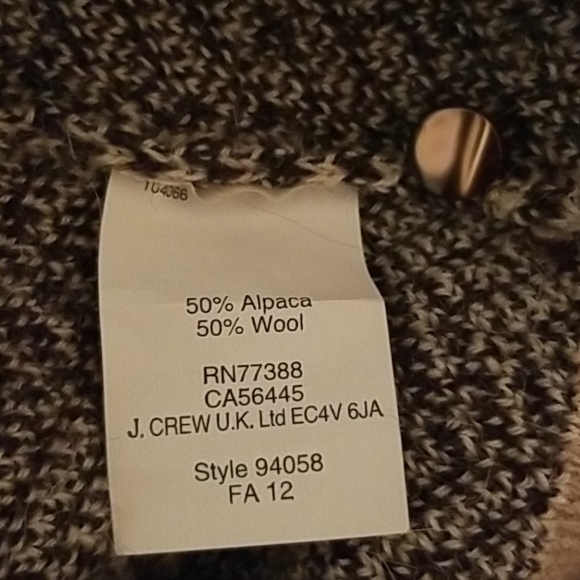 104066
50% Alpaca
50% Wool
RN77388
CA56445
J. CREW U.K. Ltd EC4V 6JA
Style 94058
FA 12